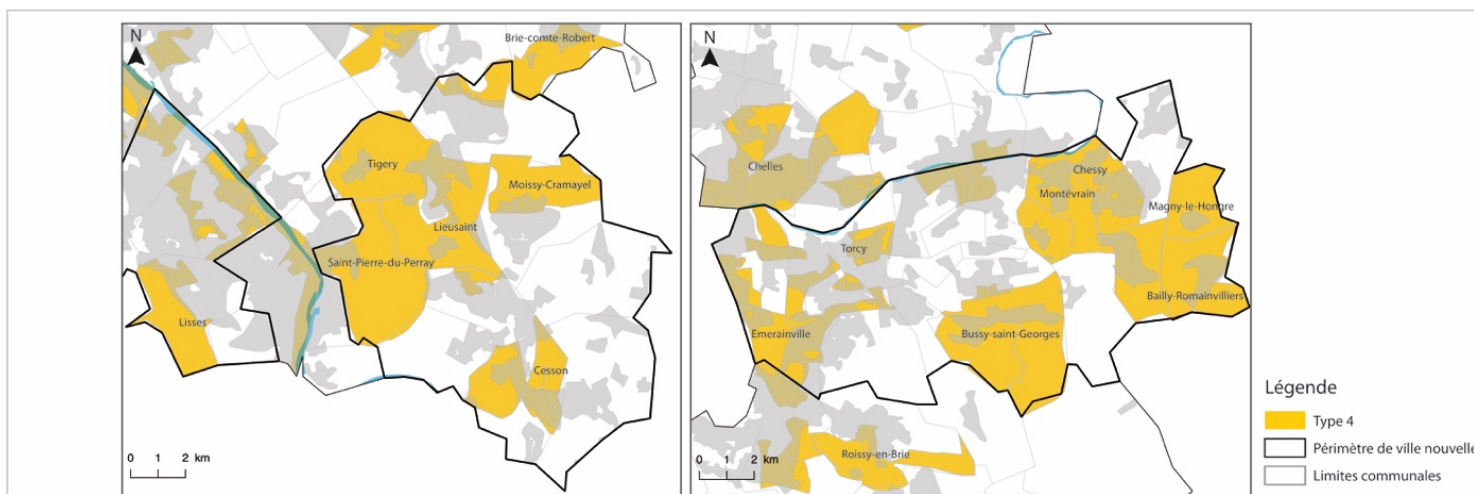 N
Brie-comte-Robert
Tigery
Moissy-Cramayel
Lieusaint
Saint-Pierre-du-Perray
Lisses
Cesson
0 1 2 km
N
Chelles
Chessy
Montévrain
Magny-le-Hongre
Torcy
Bailly-Romainvilliers
Emerainville
Bussy-saint-Georges
Roissy-en-Brie
0 1 2 km
Légende
Type 4
Périmètre de ville nouvelle
Limites communales